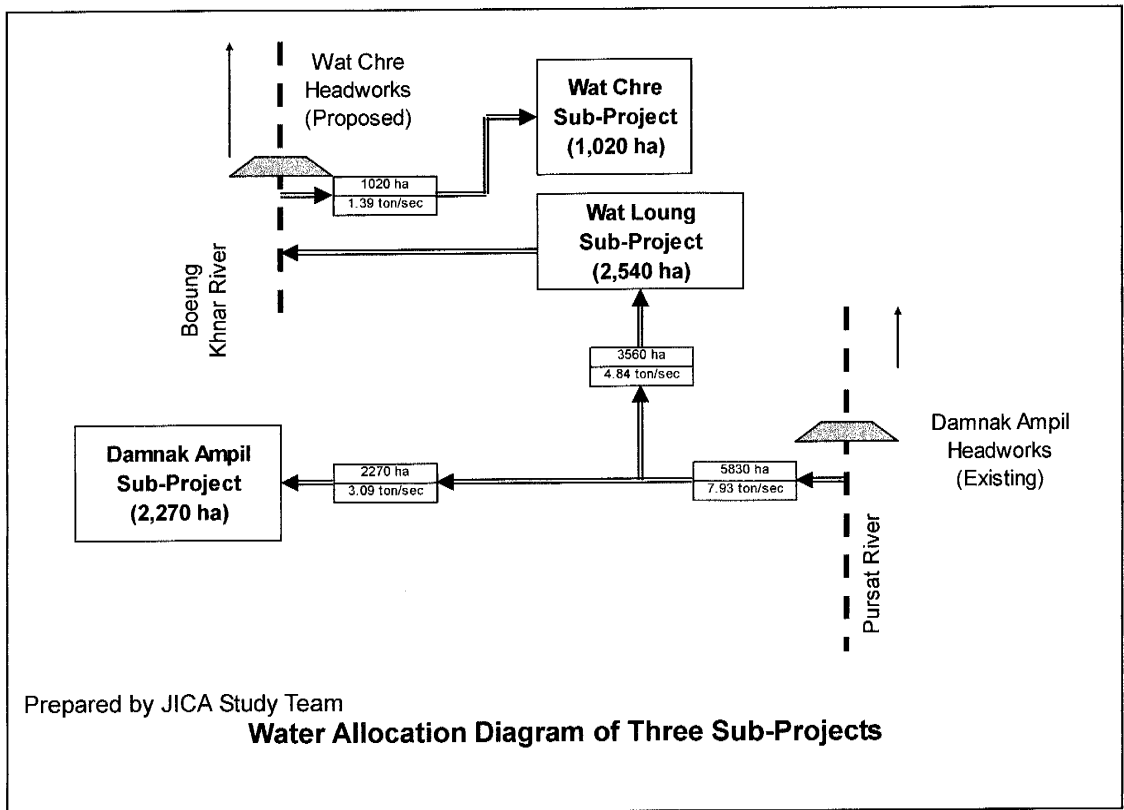 Wat Chre
Headworks
(Proposed)
Wat Chre
Sub-Project
(1,020 ha)
1020 ha
1.39 ton/sec
Wat Loung
Sub-Project
(2,540 ha)
Boeung
Khnar River
3560 ha
4.84 ton/sec
Damnak Ampil
Sub-Project
(2,270 ha)
2270 ha
3.09 ton/sec
5830 ha
7.93 ton/sec
Damnak Ampil
Headworks
(Existing)
Pursat River
Prepared by JICA Study Team
Water Allocation Diagram of Three Sub-Projects